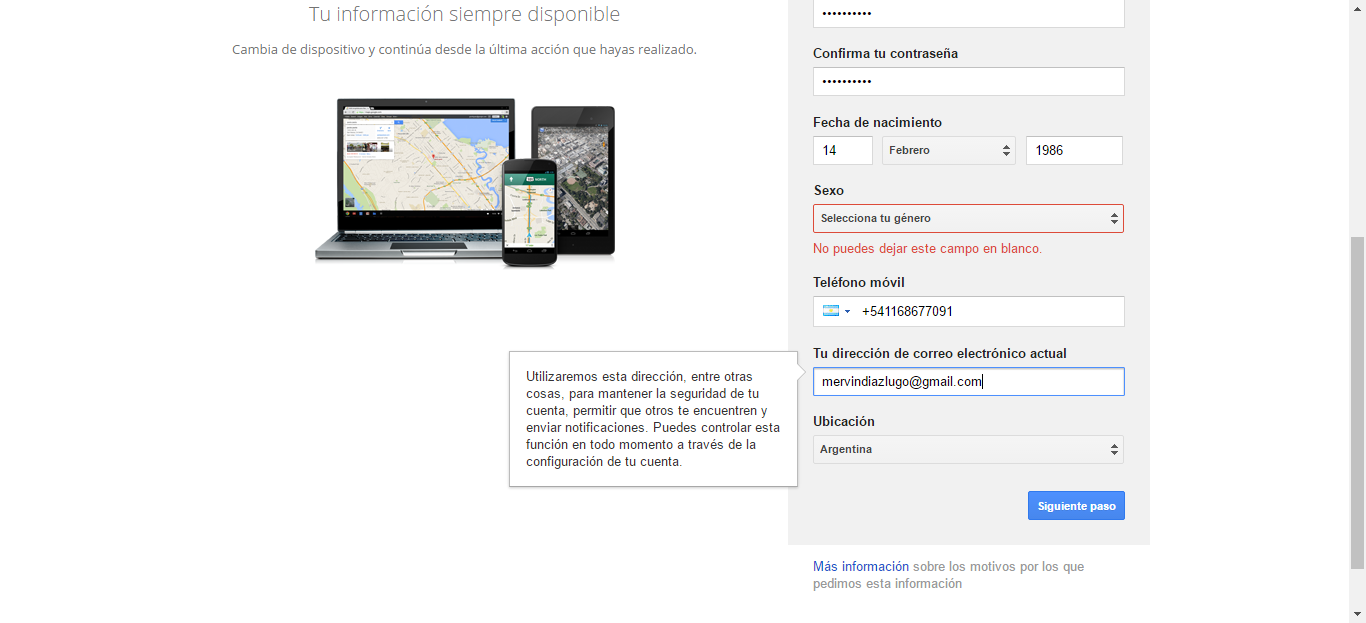 Tu información siempre disponible
Cambia de dispositivo y continúa desde la última acción que hayas realizado.
••••••••••
Confirma tu contraseña
••••••••••
Fecha de nacimiento
14 Febrero 1986
Sexo
Selecciona tu género
No puedes dejar este campo en blanco.
Teléfono móvil
+541168677091
Tu dirección de correo electrónico actual
mervindiazlugo@gmail.com
Utilizaremos esta dirección, entre otras
cosas, para mantener la seguridad de tu
cuenta, permitir que otros te encuentren y
enviar notificaciones. Puedes controlar esta
función en todo momento a través de la
configuración de tu cuenta.
Ubicación
Argentina
Siguiente paso
Más información sobre los motivos por los que
pedimos esta información